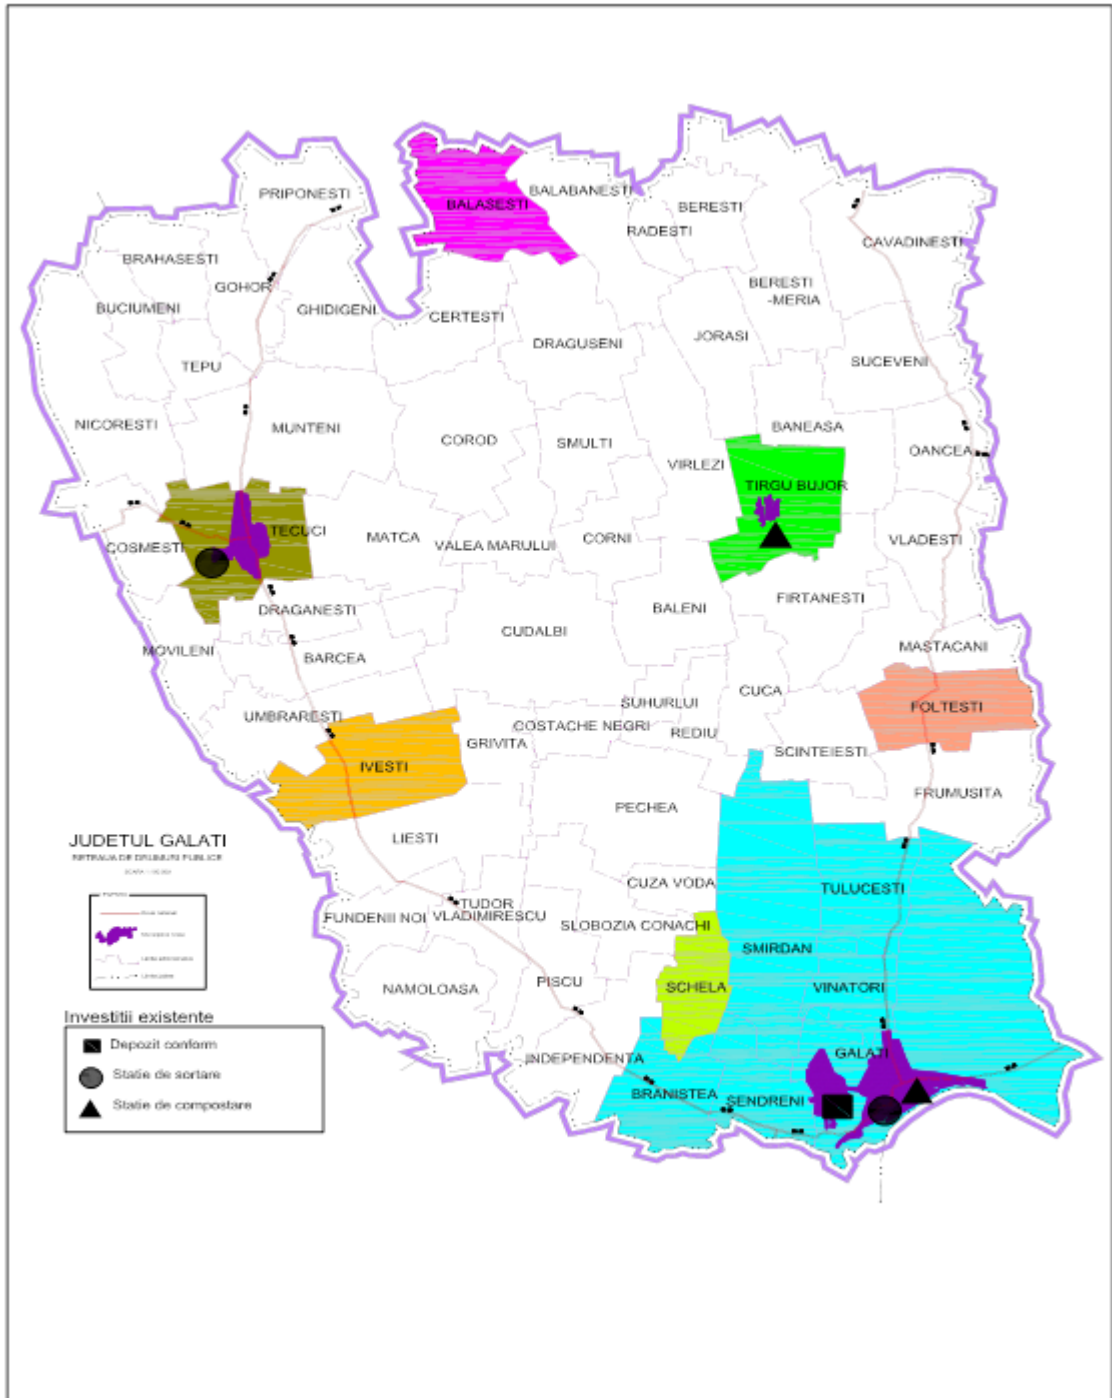 PRIPONESTI
BALABANESTI
BALASESTI
BERESTI
RADESTI
CAVADINESTI
BRAHASESTI
GOHOR
BERESTI
-MERIA
BUCIUMENI
GHIDIGENI
CERTESTI
DRAGUSENI
JORASI
TEPU
SUCEVENI
NICORESTI
MUNTENI
COROD
SMULTI
BANEASA
VIRLEZI
OANCEA
TIRGU BUJOR
TECUCI
COSMESTI
MATCA
VALEA MARULUI
CORNI
VLADESTI
DRAGANESTI
BALENI
FIRTANESTI
CUDALBI
MOVILENI
BARCEA
MASTACANI
CUCA
SUHURLUI
FOLTESTI
UMBRARESTI
COSTACHE NEGRI
REDIU
GRIVITA
SCINTEIESTI
IVESTI
FRUMUSITA
PECHEA
JUDETUL GALATI
LIESTI
RETEAUA DE DRUMURI PUBLICE
CUZA VODA
TULUCESTI
TUDOR
VLADIMIRESCU
FUNDENII NOI
SLOBOZIA CONACHI
SMIRDAN
NAMOLOASA
PISCU
SCHELA
VINATORI
Investitii existente
Depozit conform
INDEPENDENTA
GALATI
Statie de sortare
BRANISTEA
SENDRENI
Statie de compostare